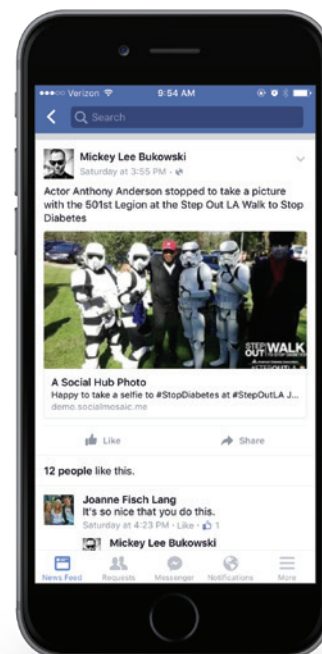 Verizon 9:54 AM
Search
Mickey Lee Bukowski
Saturday at 3:55 PM
Actor Anthony Anderson stopped to take a picture
with the 501st Legion at the Step Out LA Walk to Stop
Diabetes
STEP OUT WALK
TO STOP DIABETES
#STEPOUTLA
A Social Hub Photo
Happy to take a selfie to #StopDiabetes at #StepOutLA J...
demo.socialmosaic.me
Like Share
12 people like this.
Joanne Fisch Lang
It's so nice that you do this.
Saturday at 4:23 PM · Like · 1
Mickey Lee Bukowski
News Feed Requests Messenger Notifications More